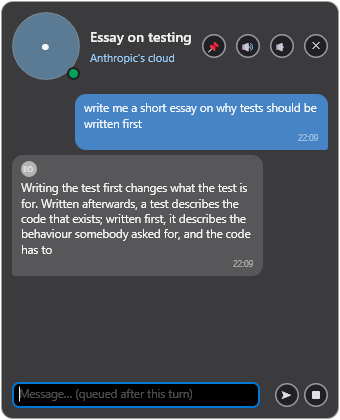 Essay on testing
Anthropic's cloud
write me a short essay on why tests should be
written first
22:09
EO
Writing the test first changes what the test is
for. Written afterwards, a test describes the
code that exists; written first, it describes the
behaviour somebody asked for, and the code
has to
22:09
Message... (queued after this turn)